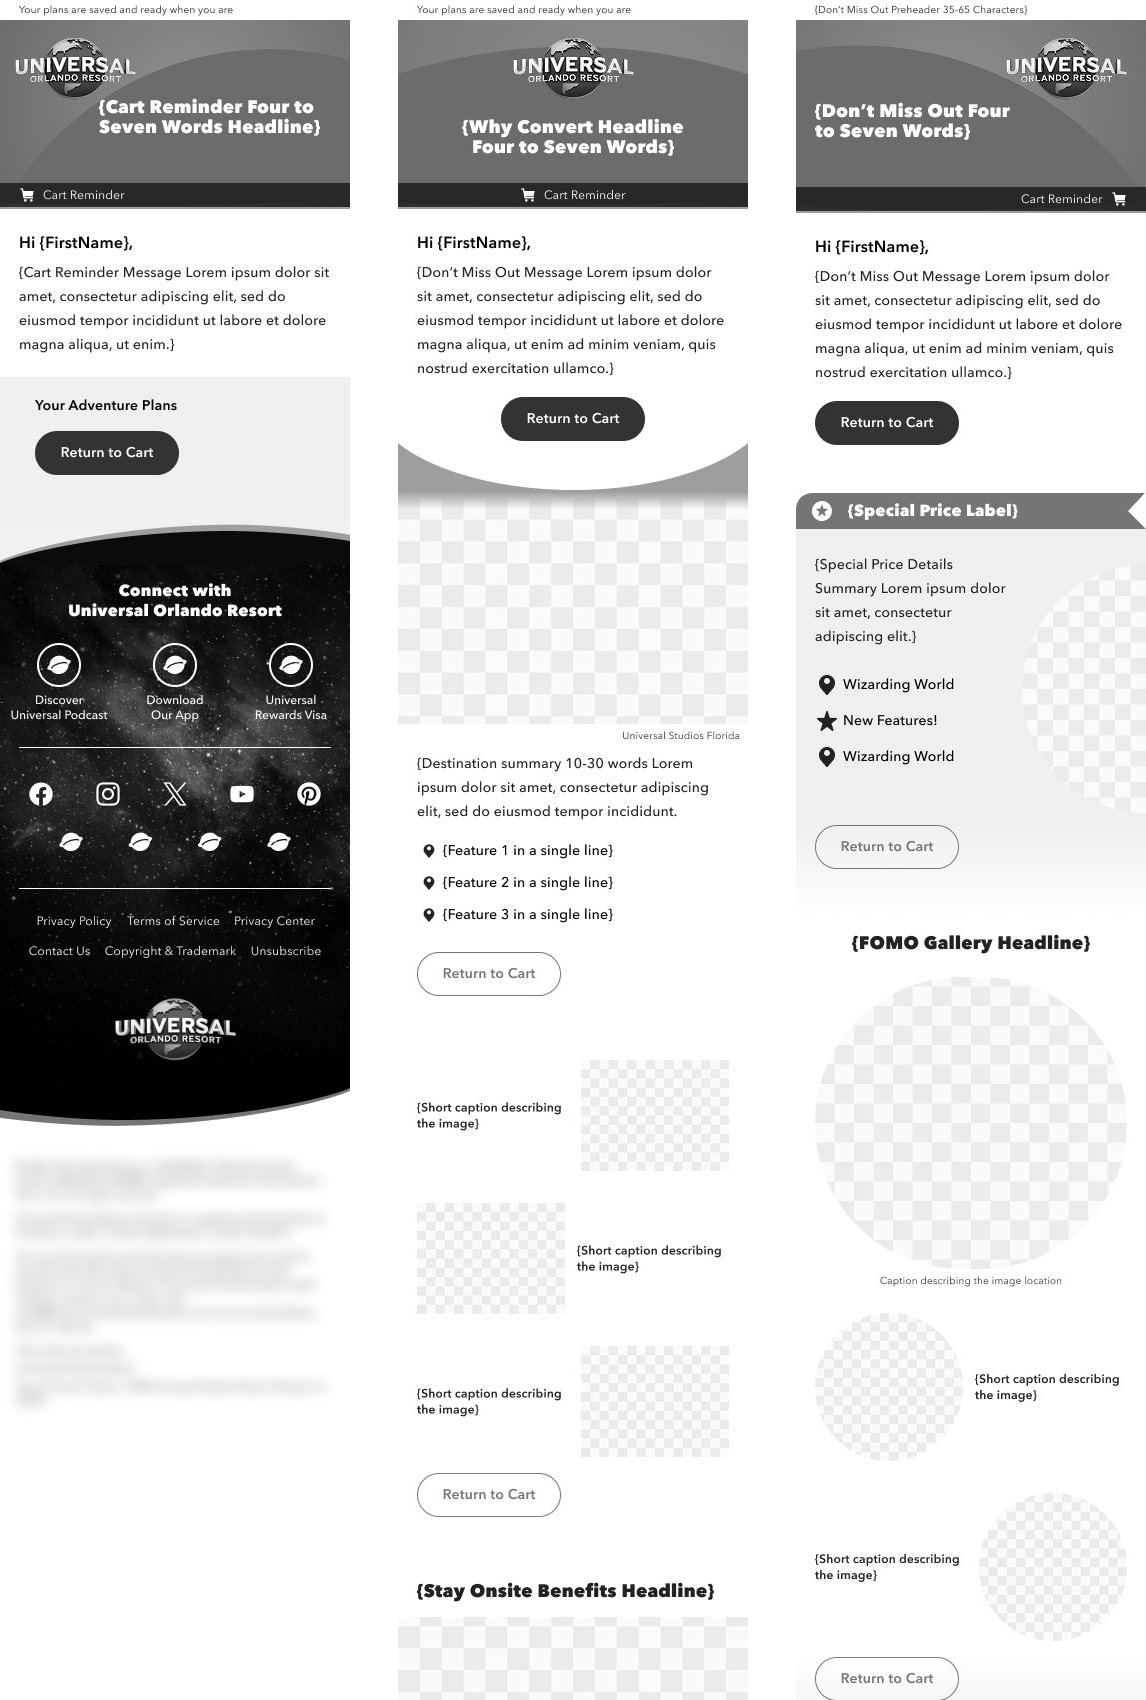 Your plans are saved and ready when you are
UNIVERSAL
ORLANDO RESORT
{Cart Reminder Four to
Seven Words Headline}
Cart Reminder
Hi {FirstName},
{Cart Reminder Message Lorem ipsum dolor sit
amet, consectetur adipiscing elit, sed do
eiusmod tempor incididunt ut labore et dolore
magna aliqua, ut enim.}
Your Adventure Plans
Return to Cart
Connect with
Universal Orlando Resort
Discover
Universal Podcast
Download
Our App
Universal
Rewards Visa
Privacy Policy Terms of Service Privacy Center
Contact Us Copyright & Trademark Unsubscribe
UNIVERSAL
ORLANDO RESORT
Your plans are saved and ready when you are
UNIVERSAL
ORLANDO RESORT
{Why Convert Headline
Four to Seven Words}
Cart Reminder
Hi {FirstName},
{Don’t Miss Out Message Lorem ipsum dolor
sit amet, consectetur adipiscing elit, sed do
eiusmod tempor incididunt ut labore et dolore
magna aliqua, ut enim ad minim veniam, quis
nostrud exercitation ullamco.}
Return to Cart
Universal Studios Florida
{Destination summary 10-30 words Lorem
ipsum dolor sit amet, consectetur adipiscing
elit, sed do eiusmod tempor incididunt.
{Feature 1 in a single line}
{Feature 2 in a single line}
{Feature 3 in a single line}
Return to Cart
{Short caption describing
the image}
{Short caption describing
the image}
{Short caption describing
the image}
Return to Cart
{Stay Onsite Benefits Headline}
{Don’t Miss Out Preheader 35-65 Characters}
UNIVERSAL
ORLANDO RESORT
{Don’t Miss Out Four
to Seven Words}
Cart Reminder
Hi {FirstName},
{Don’t Miss Out Message Lorem ipsum dolor
sit amet, consectetur adipiscing elit, sed do
eiusmod tempor incididunt ut labore et dolore
magna aliqua, ut enim ad minim veniam, quis
nostrud exercitation ullamco.}
Return to Cart
{Special Price Label}
{Special Price Details
Summary Lorem ipsum dolor
sit amet, consectetur
adipiscing elit.}
Wizarding World
New Features!
Wizarding World
Return to Cart
{FOMO Gallery Headline}
Caption describing the image location
{Short caption describing
the image}
{Short caption describing
the image}
Return to Cart